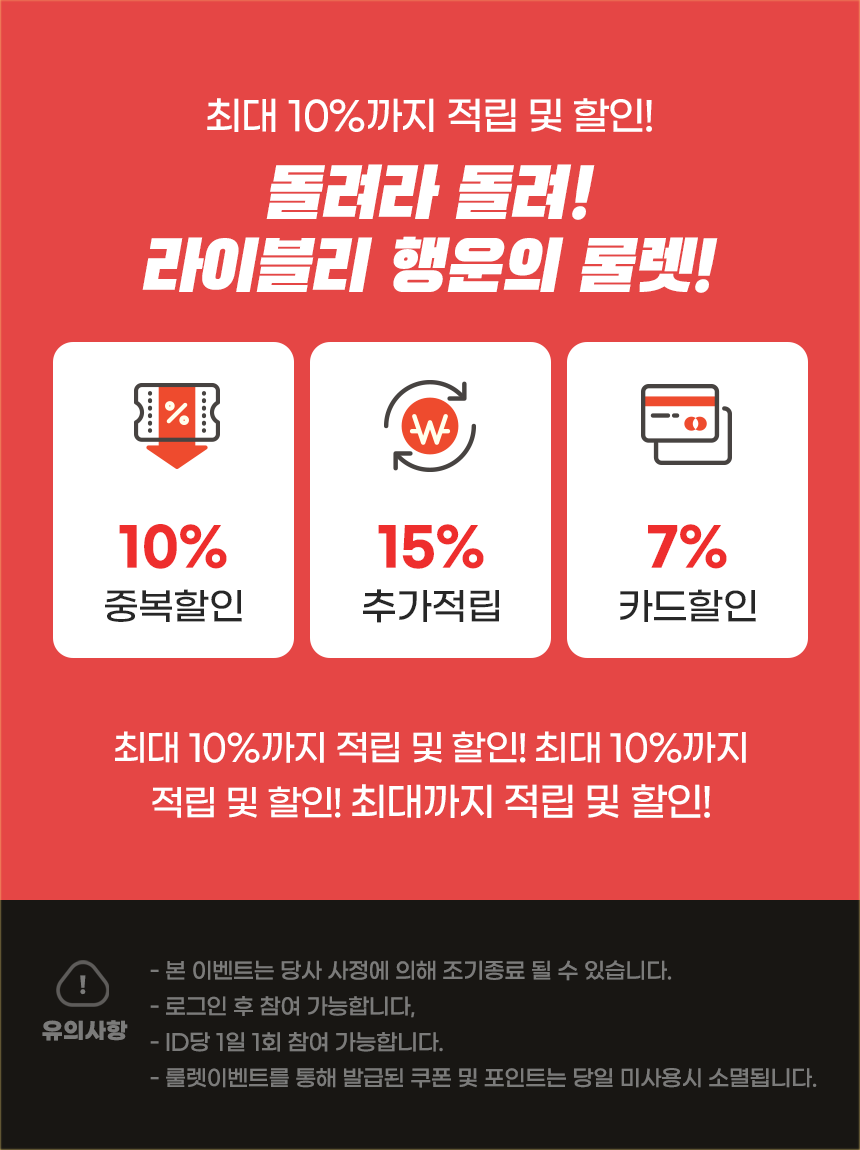 최대 10%까지 적립 및 할인!
돌려라 돌려!
라이블리 행운의 룰렛!
10%
중복할인
15%
추가적립
7%
카드할인
최대 10%까지 적립 및 할인! 최대 10%까지
적립 및 할인! 최대까지 적립 및 할인!
유의사항
- 본 이벤트는 당사 사정에 의해 조기종료 될 수 있습니다.
- 로그인 후 참여 가능합니다,
- ID당 1일 1회 참여 가능합니다.
- 룰렛이벤트를 통해 발급된 쿠폰 및 포인트는 당일 미사용시 소멸됩니다.